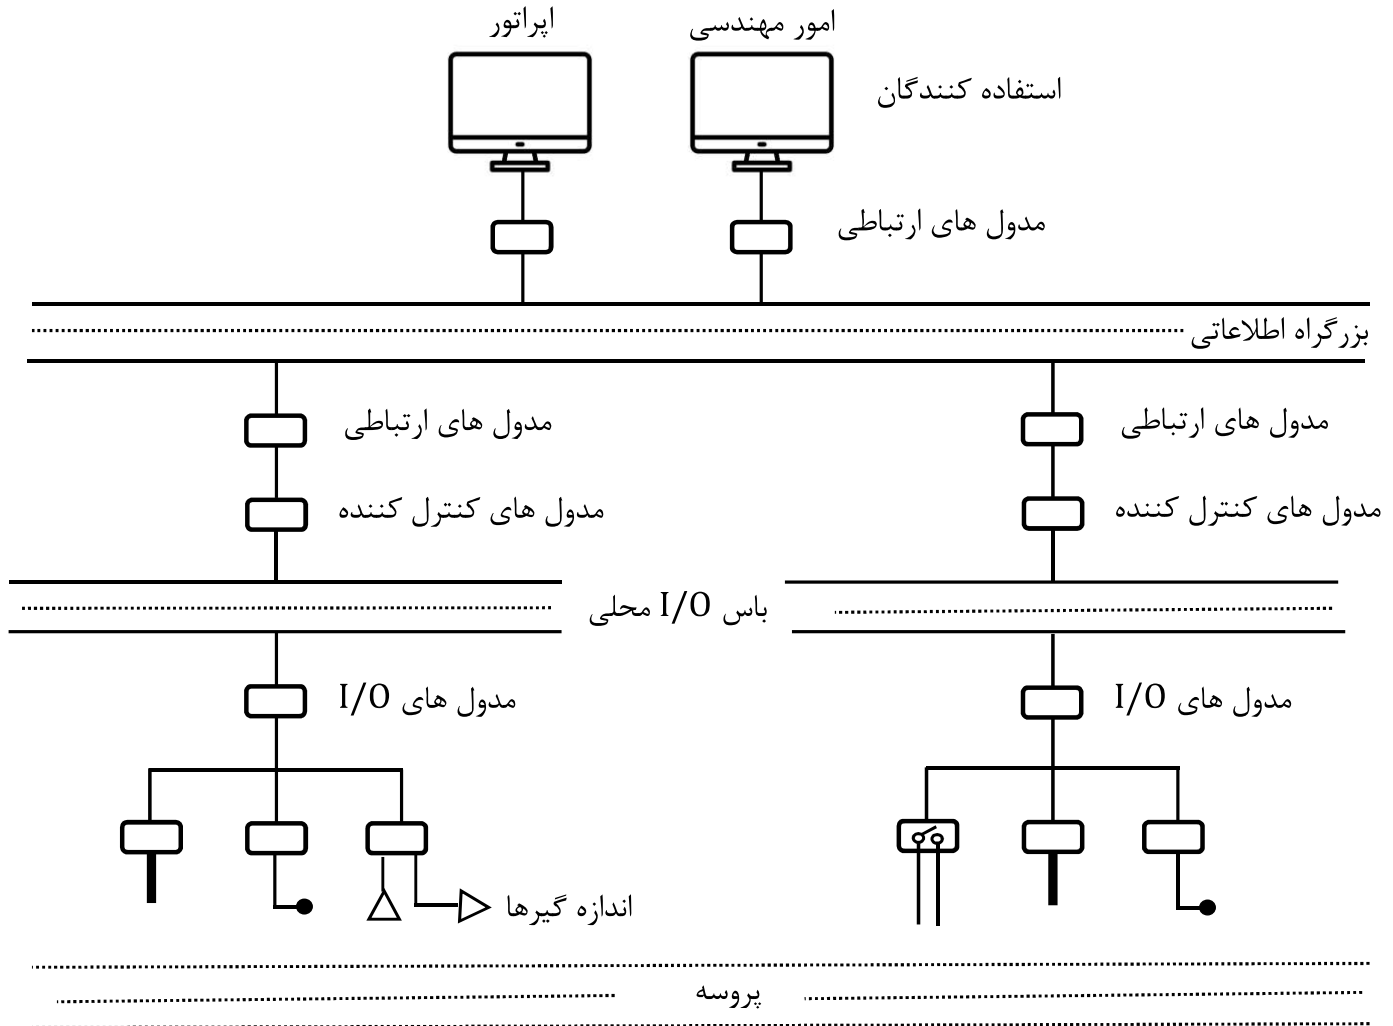 امور مهندسی
اپراتور
استفاده کنندگان
مدول های ارتباطی
بزرگراه اطلاعاتی
مدول های ارتباطی
مدول های ارتباطی
مدول های کنترل کننده
مدول های کنترل کننده
باس I/O محلی
مدول های I/O
مدول های I/O
اندازه گیرها
پروسه